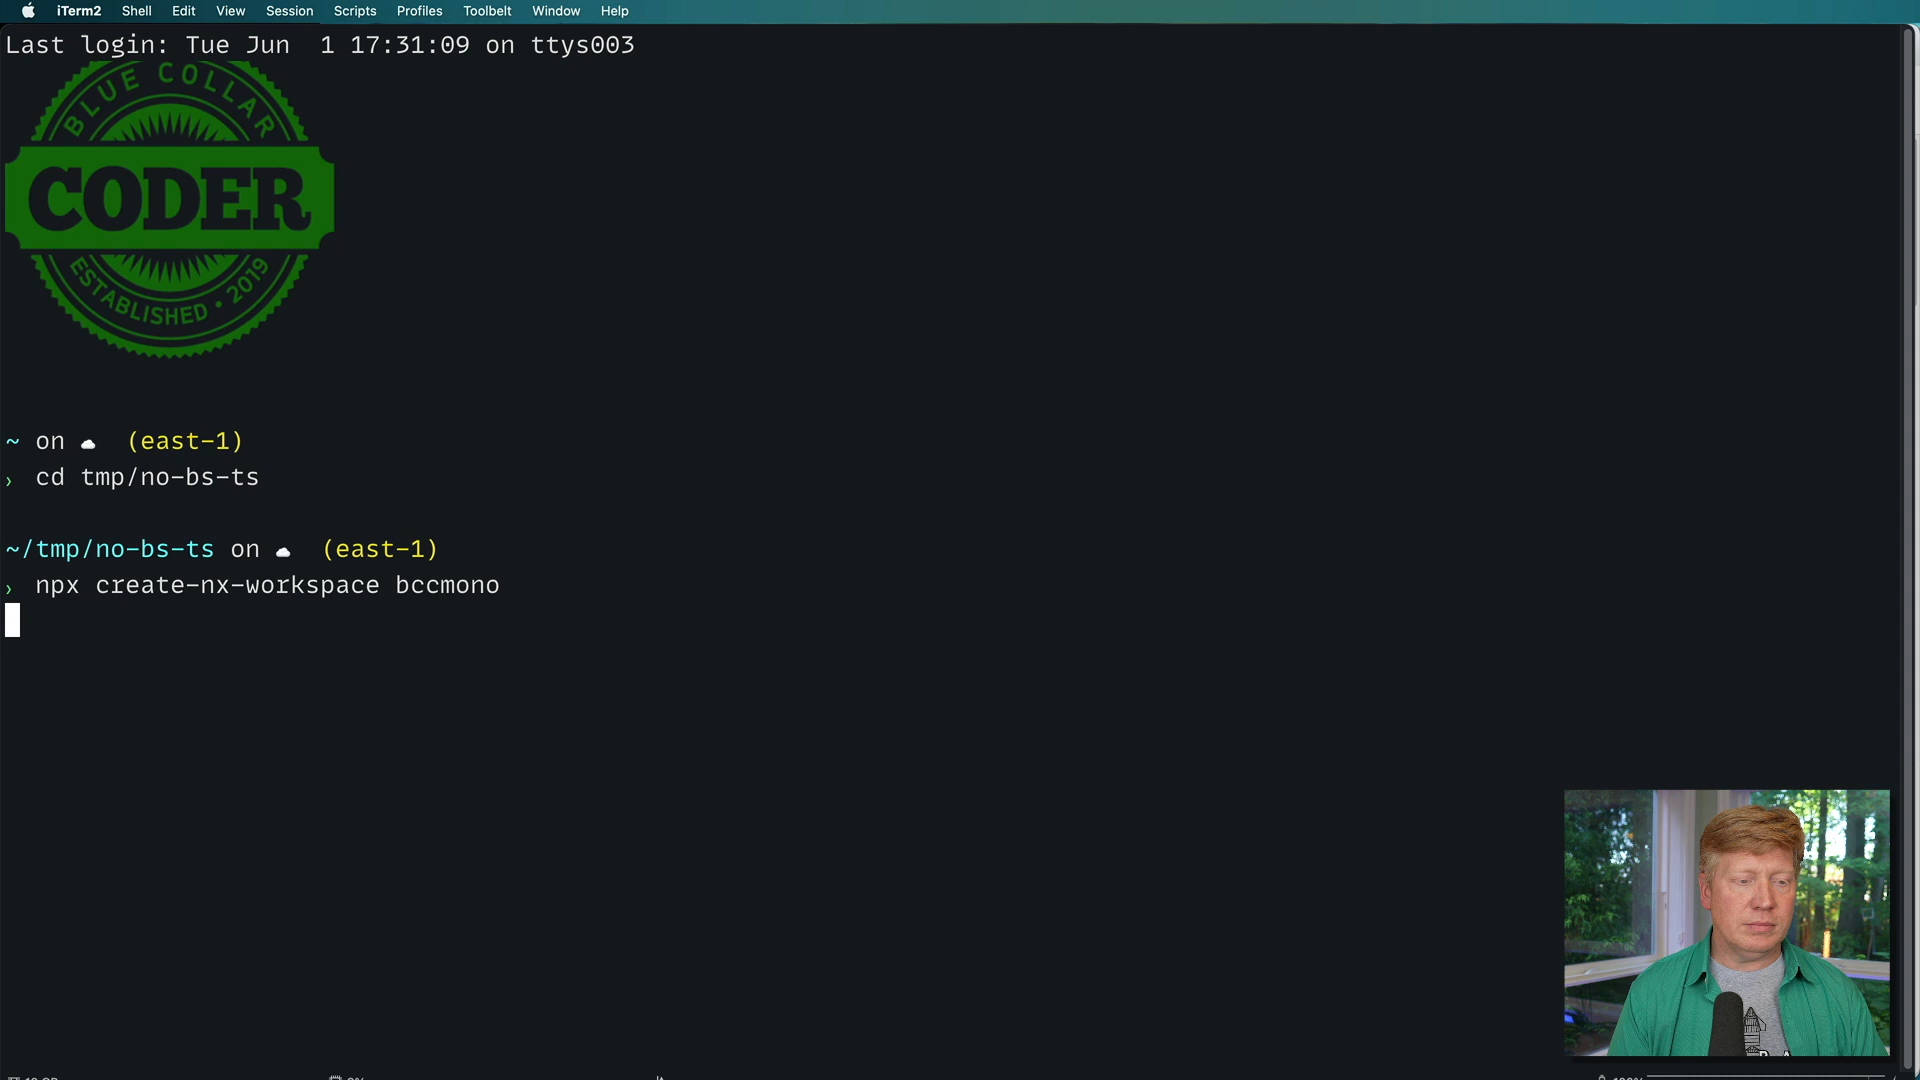 iTerm2 Shell Edit View Session Scripts Profiles Toolbelt Window Help
Last login: Tue Jun  1 17:31:09 on ttys003
BLUE COLLAR
CODER
ESTABLISHED • 2019
~ on (east-1)
› cd tmp/no-bs-ts
~/tmp/no-bs-ts on (east-1)
› npx create-nx-workspace bccmono